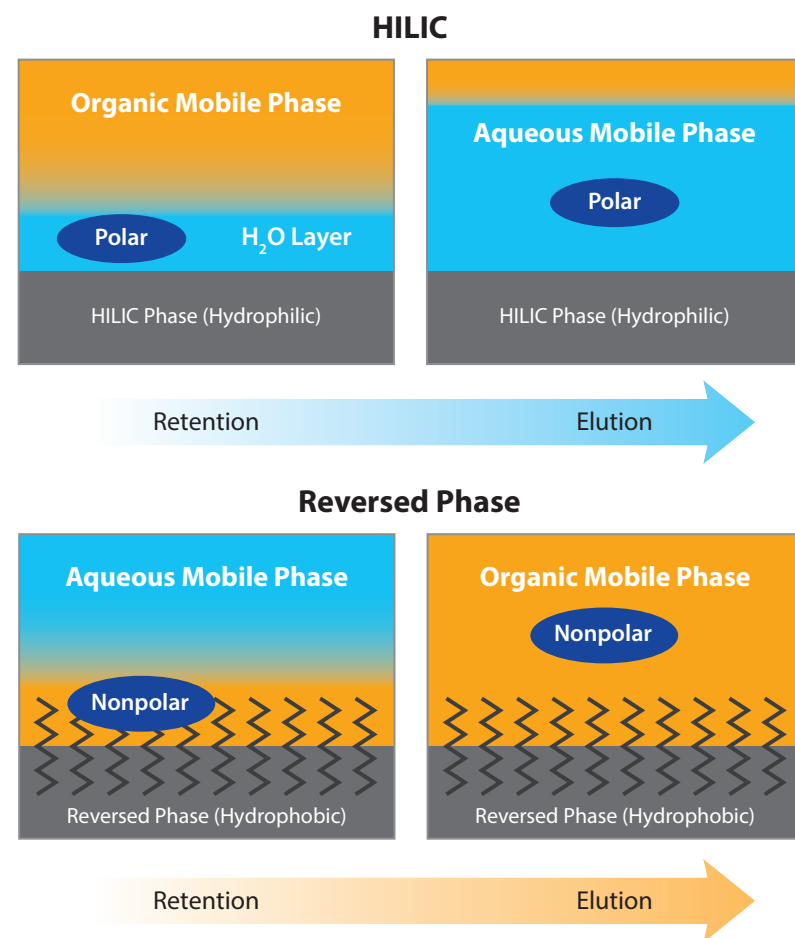 HILIC
Organic Mobile Phase
Polar
H₂O Layer
HILIC Phase (Hydrophilic)
Aqueous Mobile Phase
Polar
HILIC Phase (Hydrophilic)
Retention
Elution
Reversed Phase
Aqueous Mobile Phase
Nonpolar
Reversed Phase (Hydrophobic)
Organic Mobile Phase
Nonpolar
Reversed Phase (Hydrophobic)
Retention
Elution